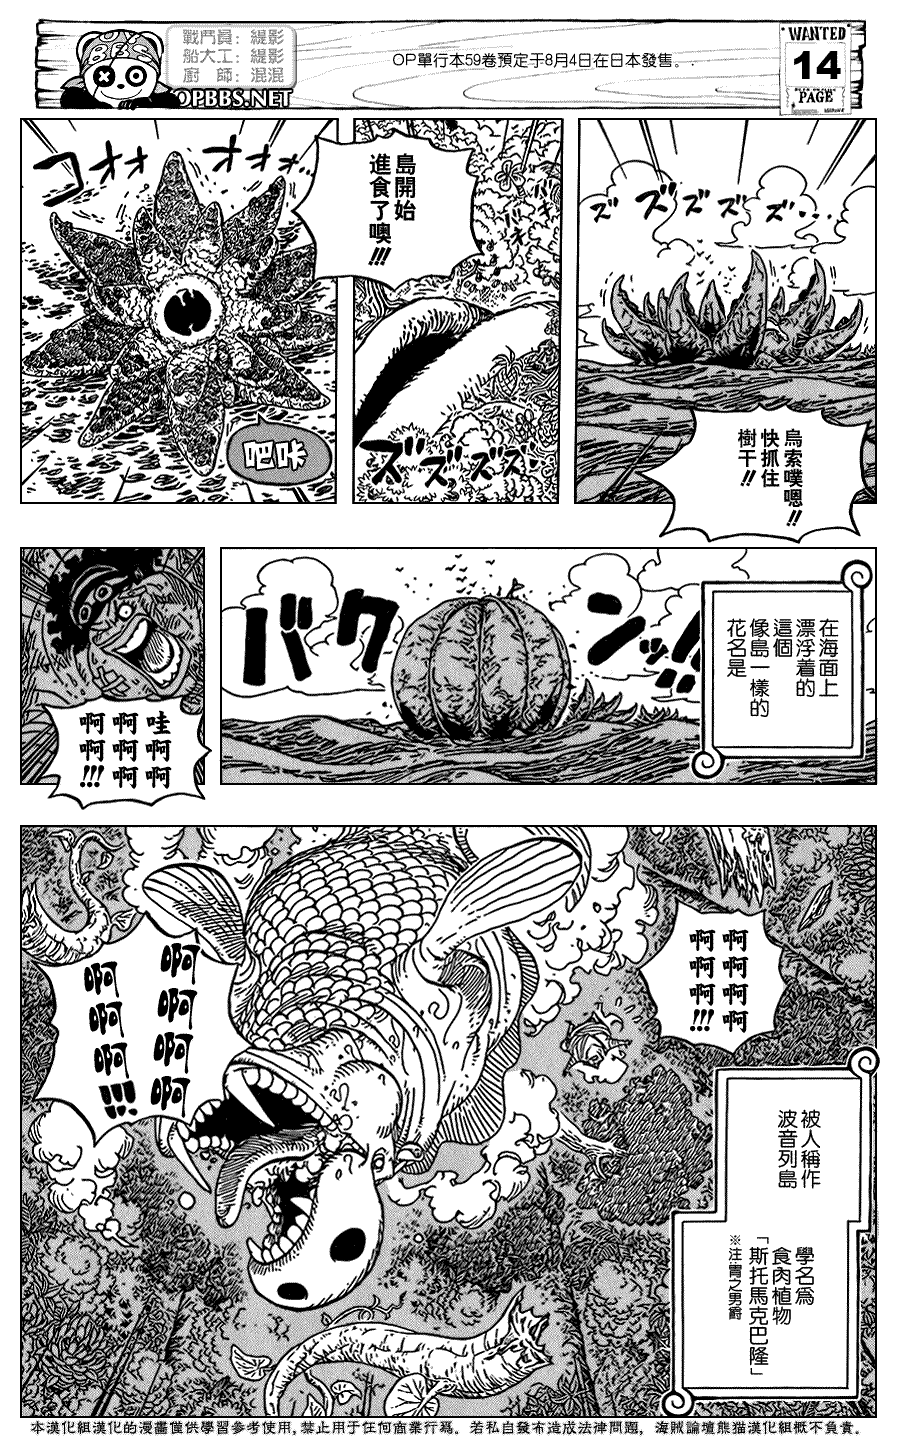 戰鬥員：緹影
船大工：緹影
廚　師：混混
OPBBS.NET
OP單行本59卷預定于8月4日在日本發售。
WANTED
14
PAGE
ズズズズズ...
烏索噗嗯!!
快抓住
樹干!!
島開始
進食了噢!!!
ズズズズズ
コオォオォォ...
吧咔
在海面上
漂浮着的
這個
像島一樣的
花名是
バクンッ!!!
哇啊啊
啊啊啊
啊啊!!!
啊啊啊啊
啊啊啊!!!
啊啊啊啊
啊啊啊!!!
被人稱作
波音列島
學名爲
食肉植物
「斯托馬克巴隆」
※注胃之男爵
本漢化組漢化的漫畫僅供學習參考使用,禁止用于任何商業行爲。若私自發布造成法律問題，海賊論壇熊猫漢化組概不負責。